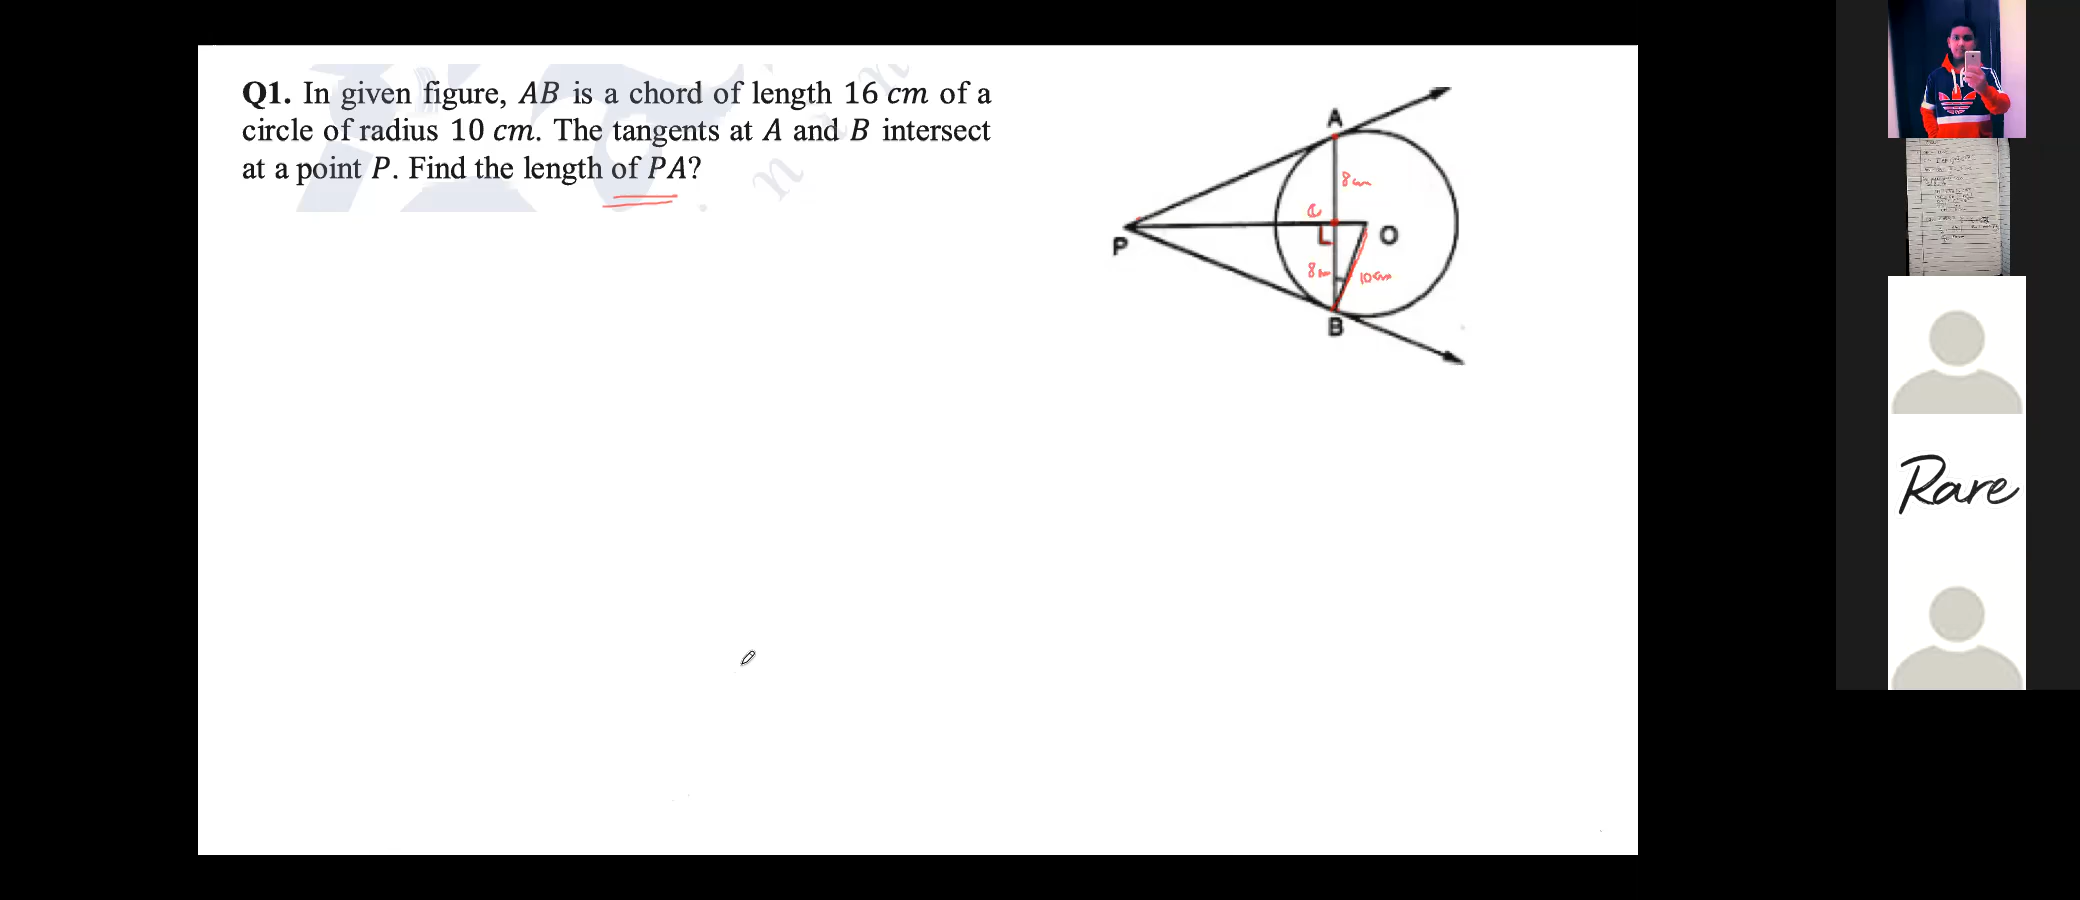 Q1. In given figure, AB is a chord of length 16 cm of a
circle of radius 10 cm. The tangents at A and B intersect
at a point P. Find the length of PA?
A
8cm
C
P
L
O
8cm
10cm
B
Rare